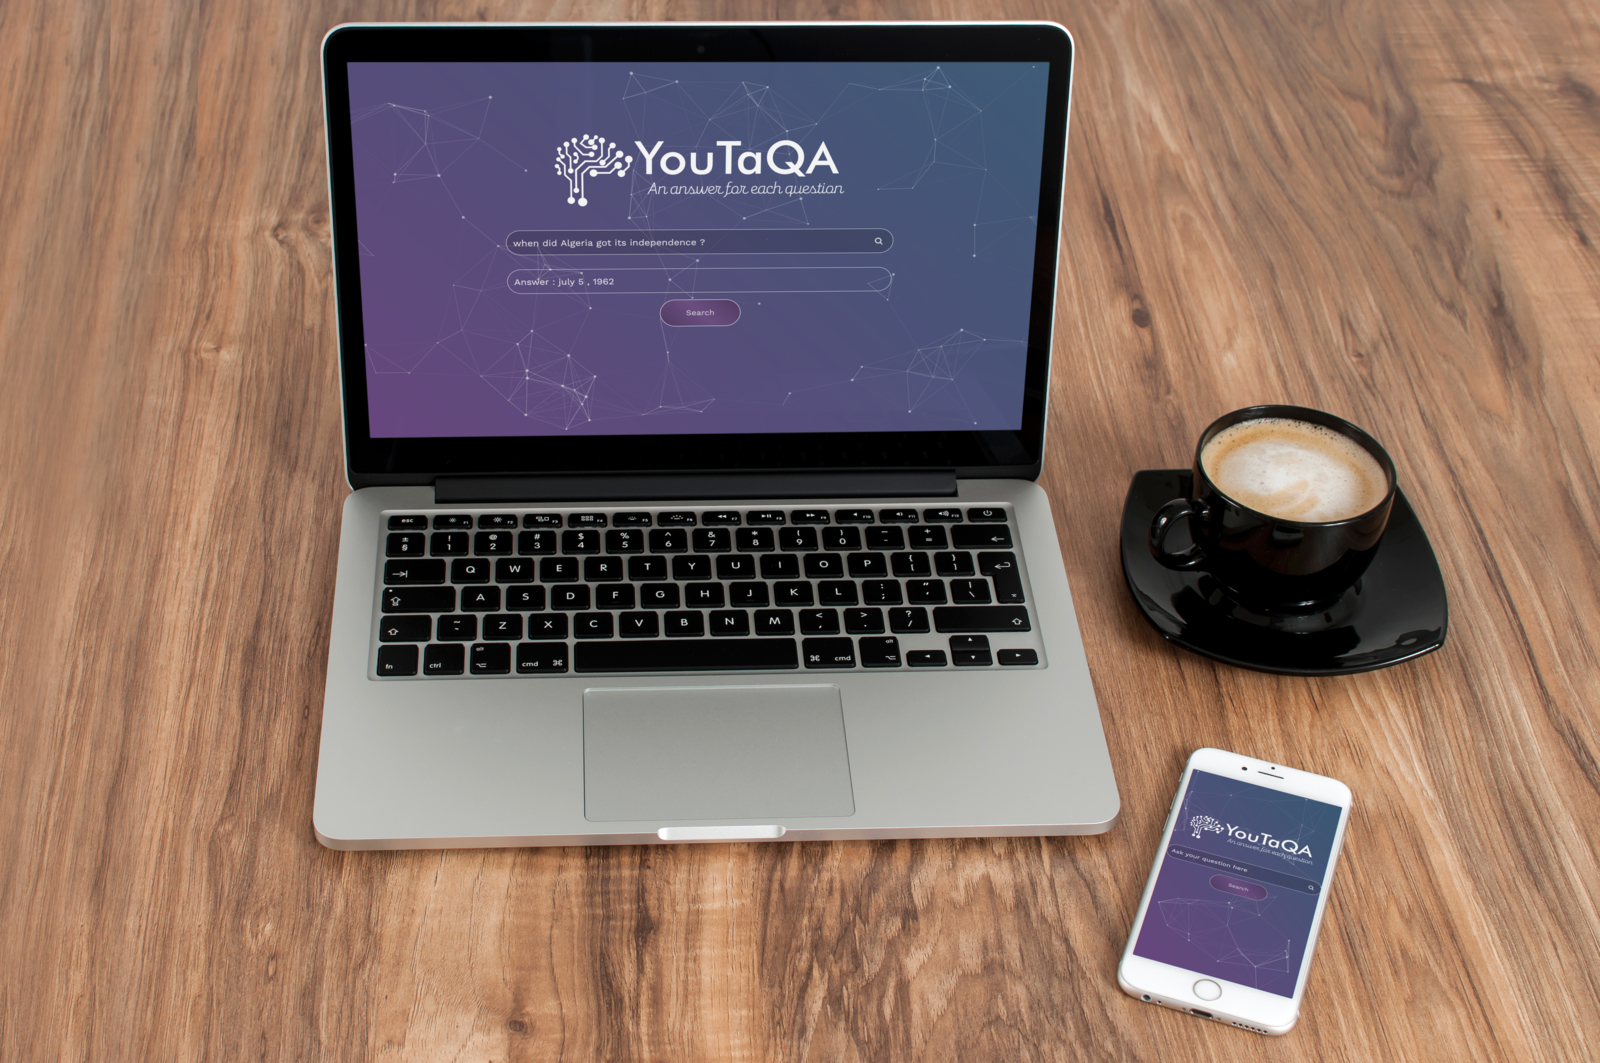 YouTaQA
An answer for each question
when did Algeria got its independence ?
Answer : july 5 , 1962
Search
esc F1 F2 F3 F4 F5 F6 F7 F8 F9 F10 F11 F12
± § ! 1 @ 2 # 3 $ 4 % 5 ^ 6 & 7 * 8 ( 9 ) 0 _ - + =
Q W E R T Y U I O P { [ } ]
A S D F G H J K L : ; " ' | \
~ Z X C V B N M < , > . ? /
fn ctrl alt cmd ⌘ ⌘ cmd alt
YouTaQA
An answer for each question
Ask your question here
Search